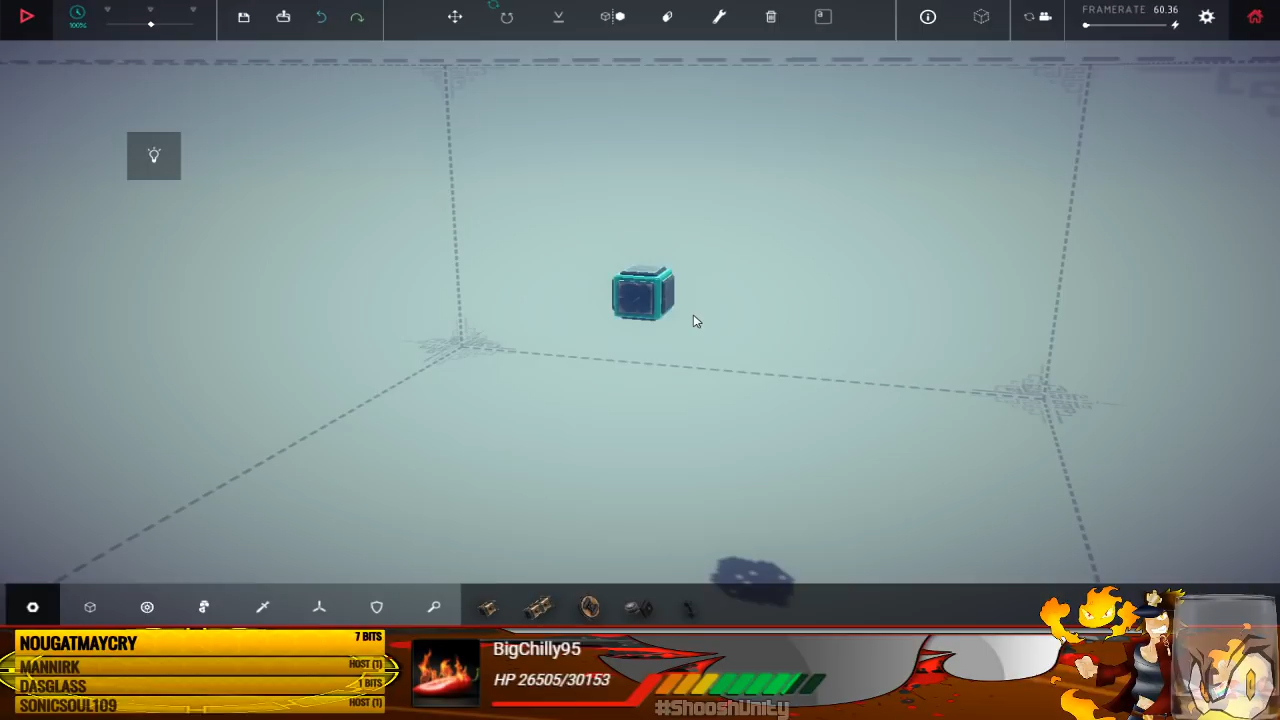 100%
a
FRAMERATE 60.36
NOUGATMAYCRY 7 BITS
MANNIRK HOST (1)
DASGLASS 1 BITS
SONICSOUL109 HOST (1)
BigChilly95
HP 26505/30153
#ShooshUnity